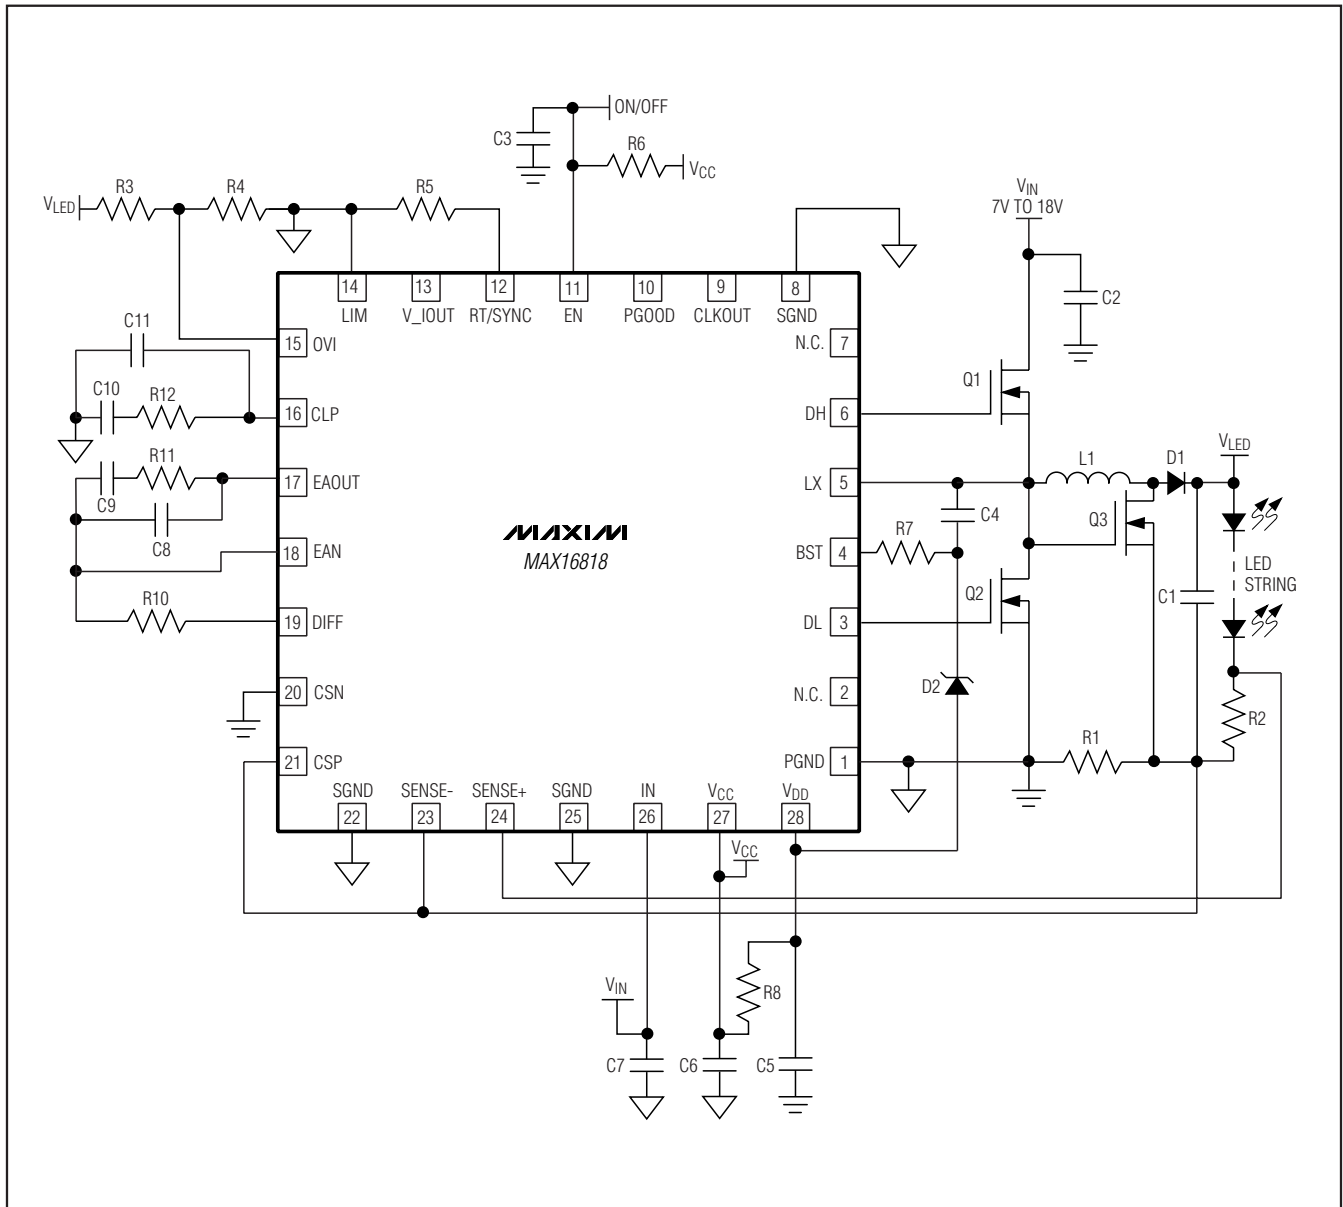 ON/OFF
C3
R6
VCC
R3
R4
R5
VLED
VIN
7V TO 18V
C2
14
13
12
11
10
9
8
LIM
V_IOUT
RT/SYNC
EN
PGOOD
CLKOUT
SGND
C11
15
OVI
N.C.
7
C10
R12
16
CLP
DH
6
Q1
R11
17
EAOUT
LX
5
L1
D1
VLED
C9
C8
C4
Q3
18
EAN
MAXIM
MAX16818
BST
4
R7
LED
STRING
R10
19
DIFF
DL
3
Q2
C1
20
CSN
N.C.
2
D2
R2
21
CSP
PGND
1
R1
SGND
SENSE-
SENSE+
SGND
IN
VCC
VDD
22
23
24
25
26
27
28
VCC
VIN
R8
C7
C6
C5